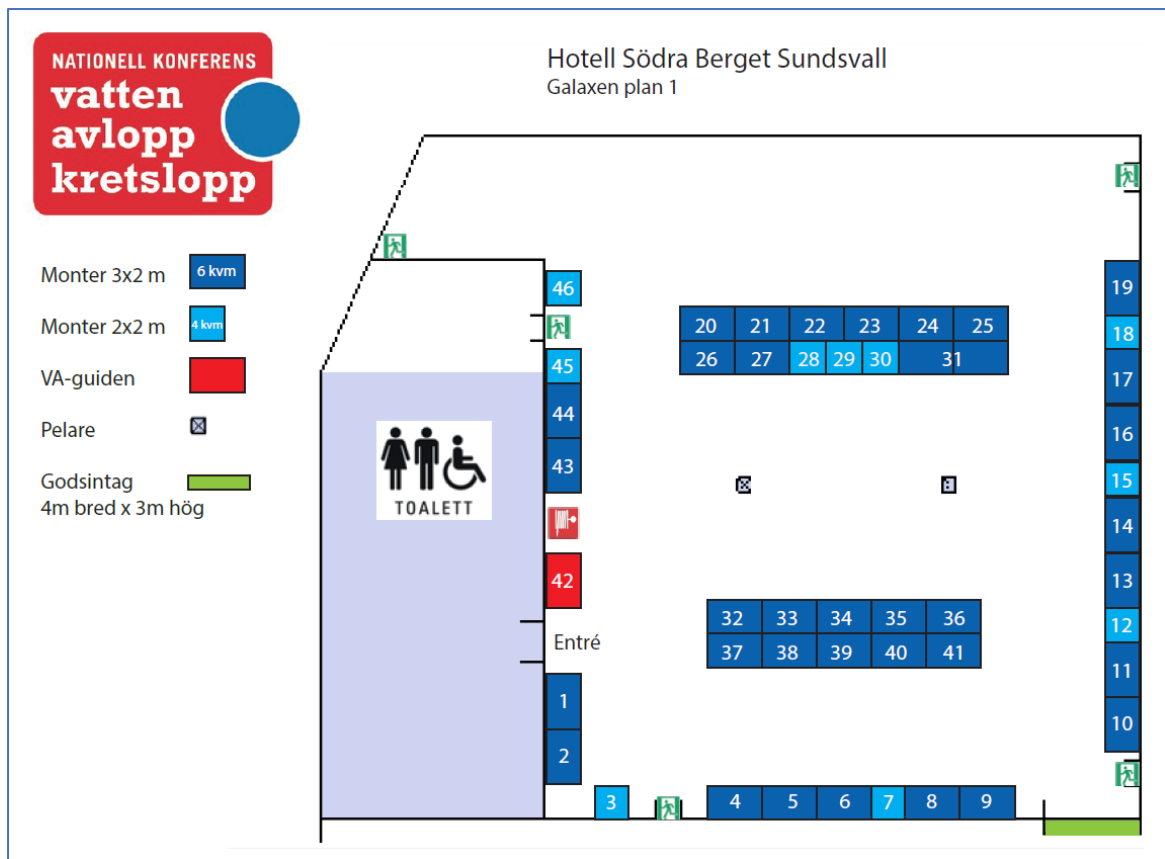 NATIONELL KONFERENS
vatten
avlopp
kretslopp
Hotell Södra Berget Sundsvall
Galaxen plan 1
Monter 3x2 m
6 kvm
Monter 2x2 m
4 kvm
VA-guiden
Pelare
Godsintag
4m bred x 3m hög
TOALETT
46
45
44
43
42
Entré
1
2
3
4 5 6 7 8 9
20 21 22 23 24 25
26 27 28 29 30 31
32 33 34 35 36
37 38 39 40 41
19
18
17
16
15
14
13
12
11
10